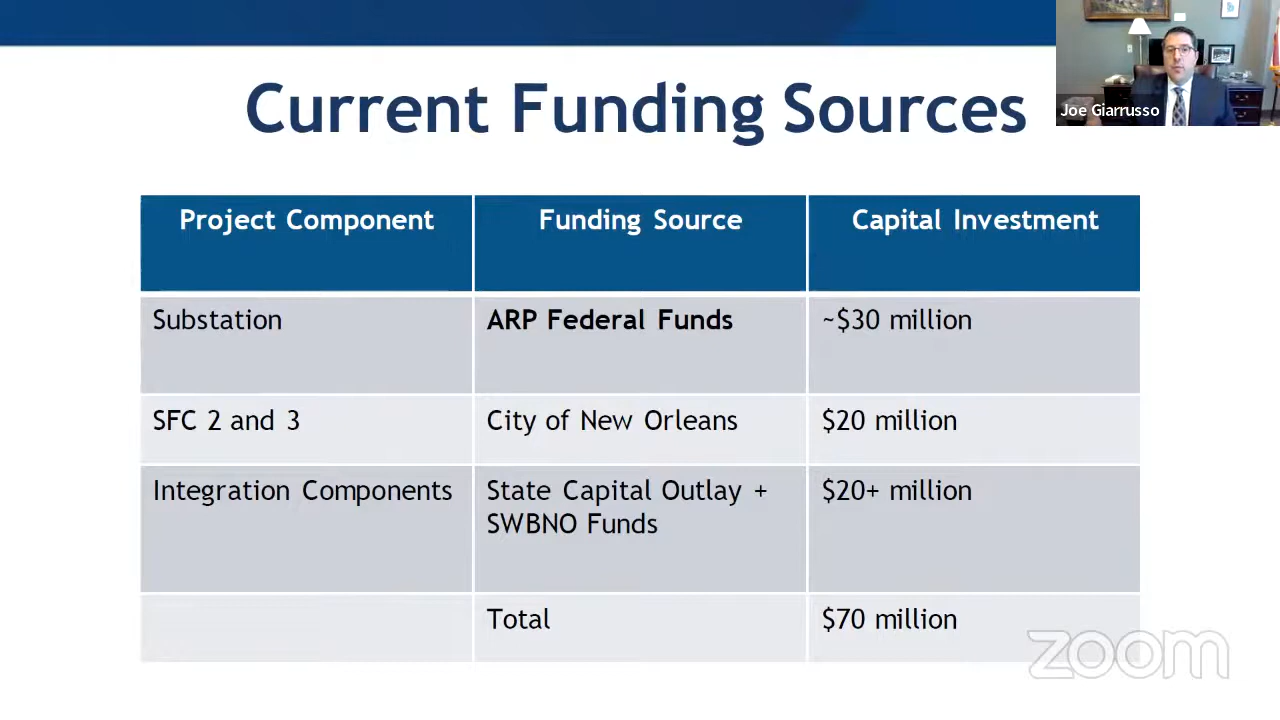 Current Funding Sources
Joe Giarrusso
Project Component Funding Source Capital Investment
Substation ARP Federal Funds ~$30 million
SFC 2 and 3 City of New Orleans $20 million
Integration Components State Capital Outlay + $20+ million
SWBNO Funds
Total $70 million
zoom